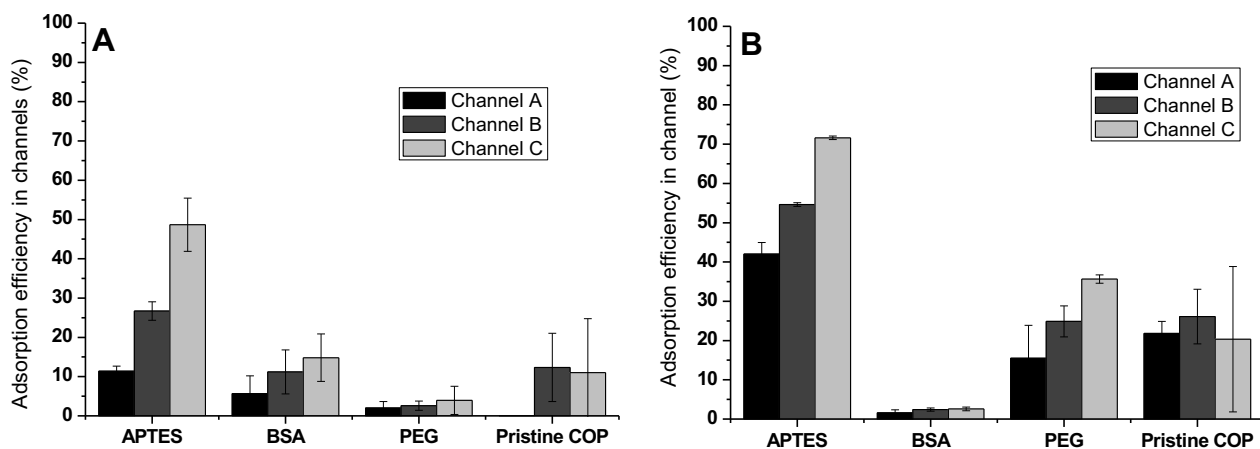 A
Adsorption efficiency in channels (%)
100
90
80
70
60
50
40
30
20
10
0
Channel A
Channel B
Channel C
APTES BSA PEG Pristine COP
B
Adsorption efficiency in channel (%)
100
90
80
70
60
50
40
30
20
10
0
Channel A
Channel B
Channel C
APTES BSA PEG Pristine COP